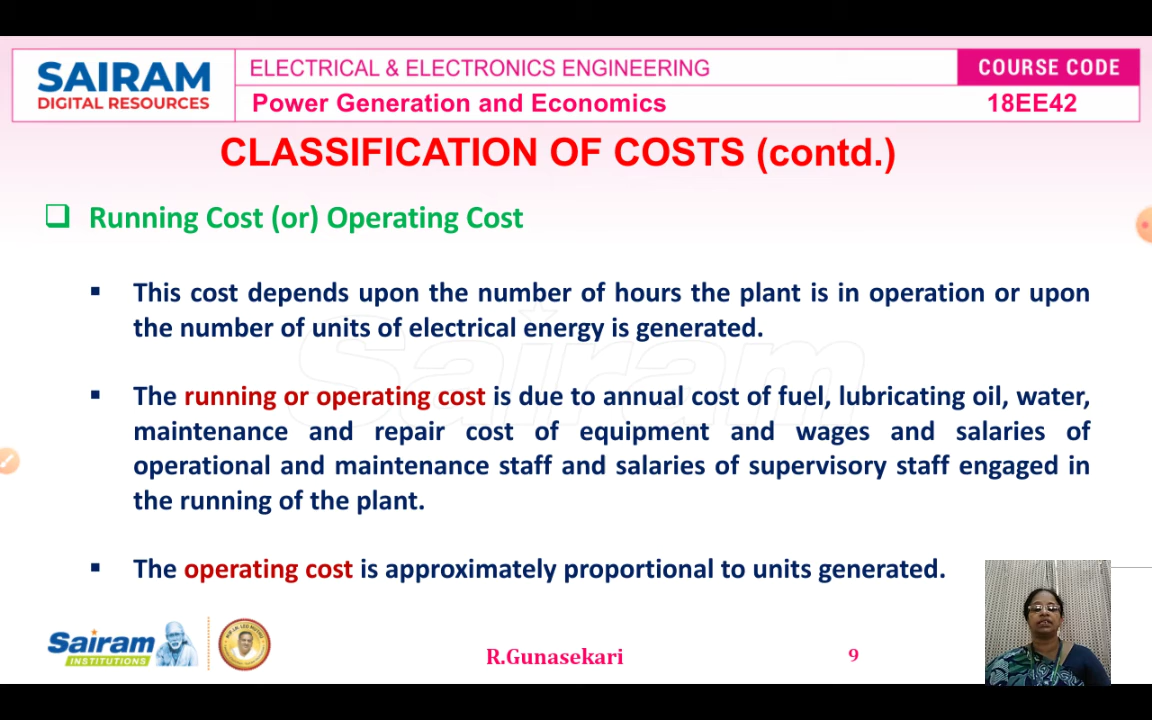 SAIRAM
DIGITAL RESOURCES
ELECTRICAL & ELECTRONICS ENGINEERING
Power Generation and Economics
COURSE CODE
18EE42
CLASSIFICATION OF COSTS (contd.)
Running Cost (or) Operating Cost
This cost depends upon the number of hours the plant is in operation or upon
the number of units of electrical energy is generated.
The running or operating cost is due to annual cost of fuel, lubricating oil, water,
maintenance and repair cost of equipment and wages and salaries of
operational and maintenance staff and salaries of supervisory staff engaged in
the running of the plant.
The operating cost is approximately proportional to units generated.
Sairam
Sairam
INSTITUTIONS
R.Gunasekari
9